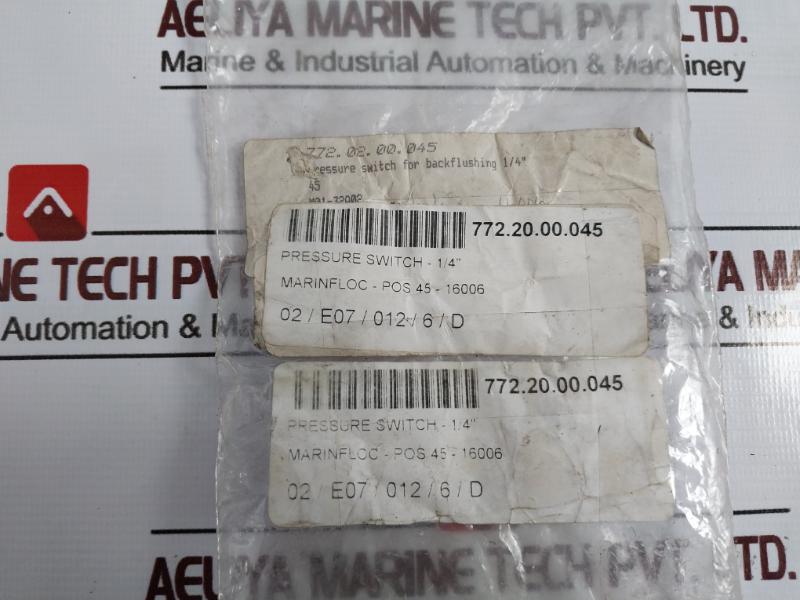 AELIYA MARINE TECH PVT. LTD.
Marine & Industrial Automation & Machinery
772.02.00.045
Pressure switch for backflushing 1/4"
45
772.20.00.045
PRESSURE SWITCH - 1/4"
MARINFLOC - POS 45 - 16006
02 / E07 / 012 / 6 / D
NE TECH PVT
Automation & M
YA MAR
& Indu
772.20.00.045
PRESSURE SWITCH - 1/4"
MARINFLOC - POS 45 - 16006
02 / E07 / 012 / 6 / D
AELIYA MARINE TECH PVT. LTD.